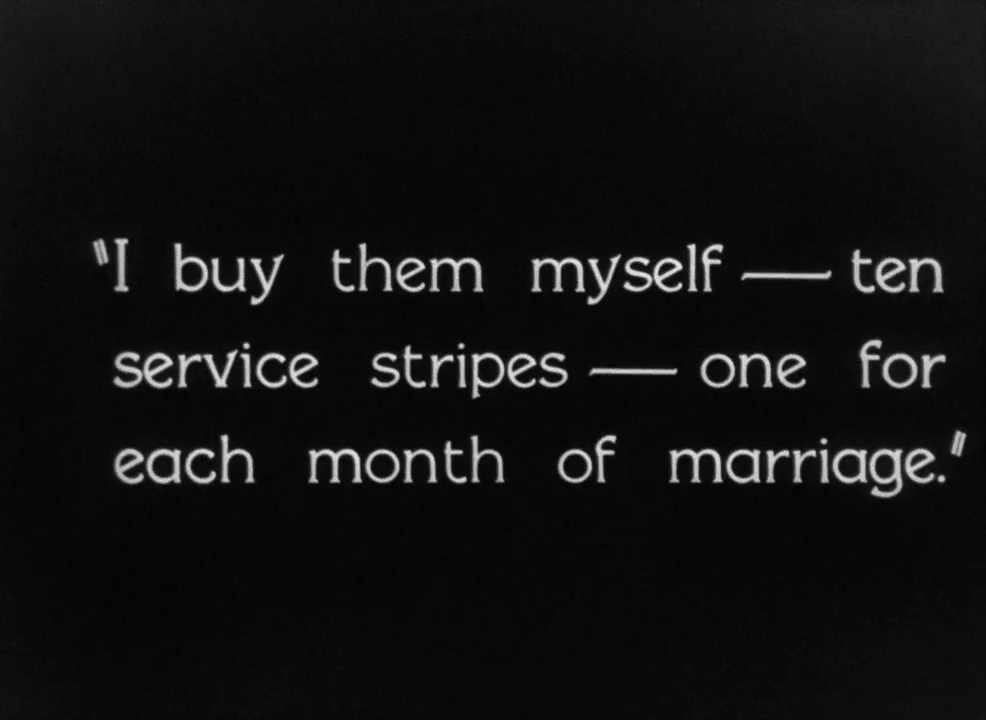 "I buy them myself — ten
service stripes — one for
each month of marriage."